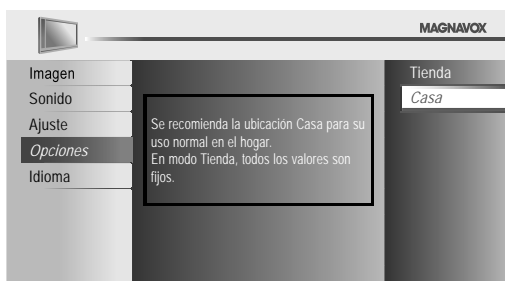 MAGNAVOX
Imagen
Sonido
Ajuste
Opciones
Idioma
Se recomienda la ubicación Casa para su
uso normal en el hogar.
En modo Tienda, todos los valores son
fijos.
Tienda
Casa